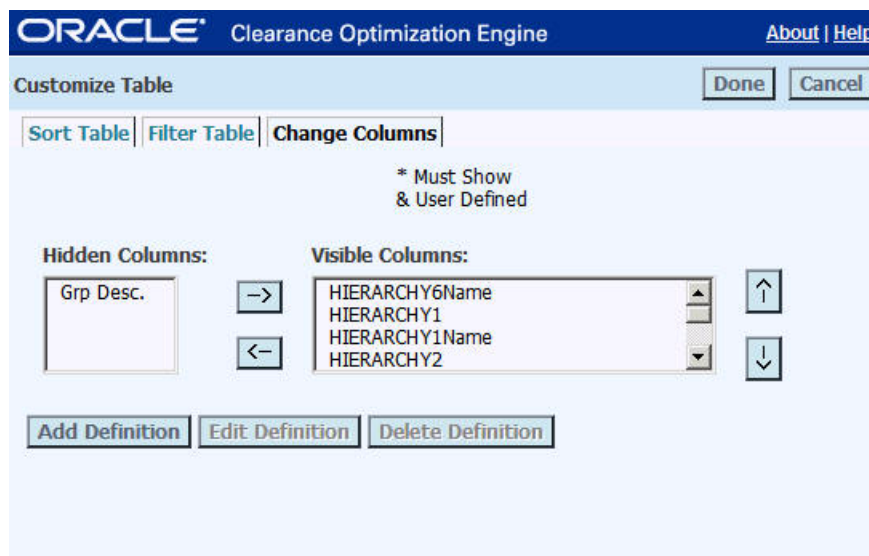 ORACLE Clearance Optimization Engine About | Help
Customize Table Done Cancel
Sort Table Filter Table Change Columns
* Must Show
& User Defined
Hidden Columns: Visible Columns:
Grp Desc. --> HIERARCHY6Name
HIERARCHY1
HIERARCHY1Name
<-- HIERARCHY2
Add Definition Edit Definition Delete Definition